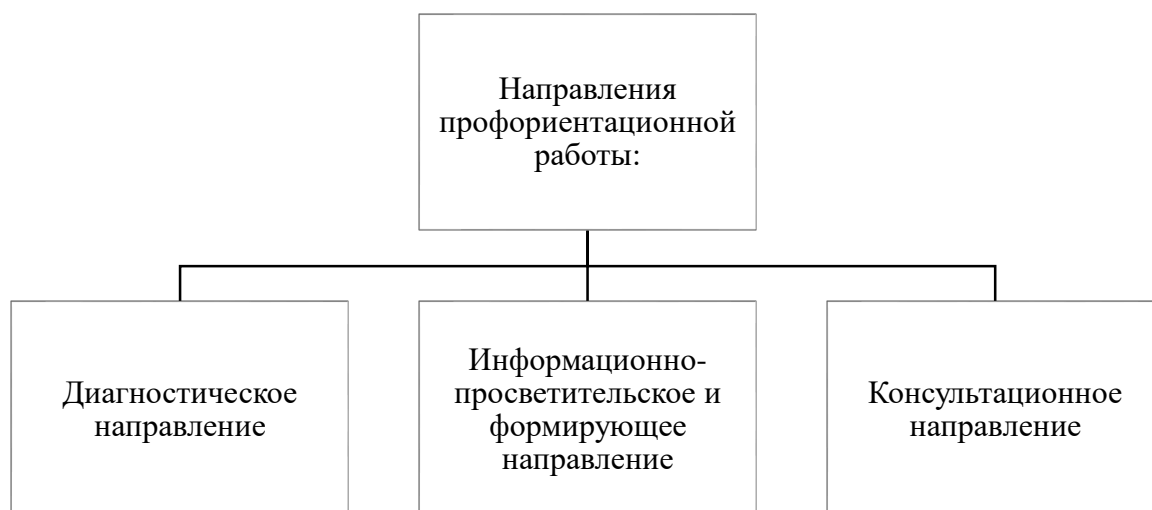 Направления
профориентационной
работы:
Диагностическое
направление
Информационно-
просветительское и
формирующее
направление
Консультационное
направление